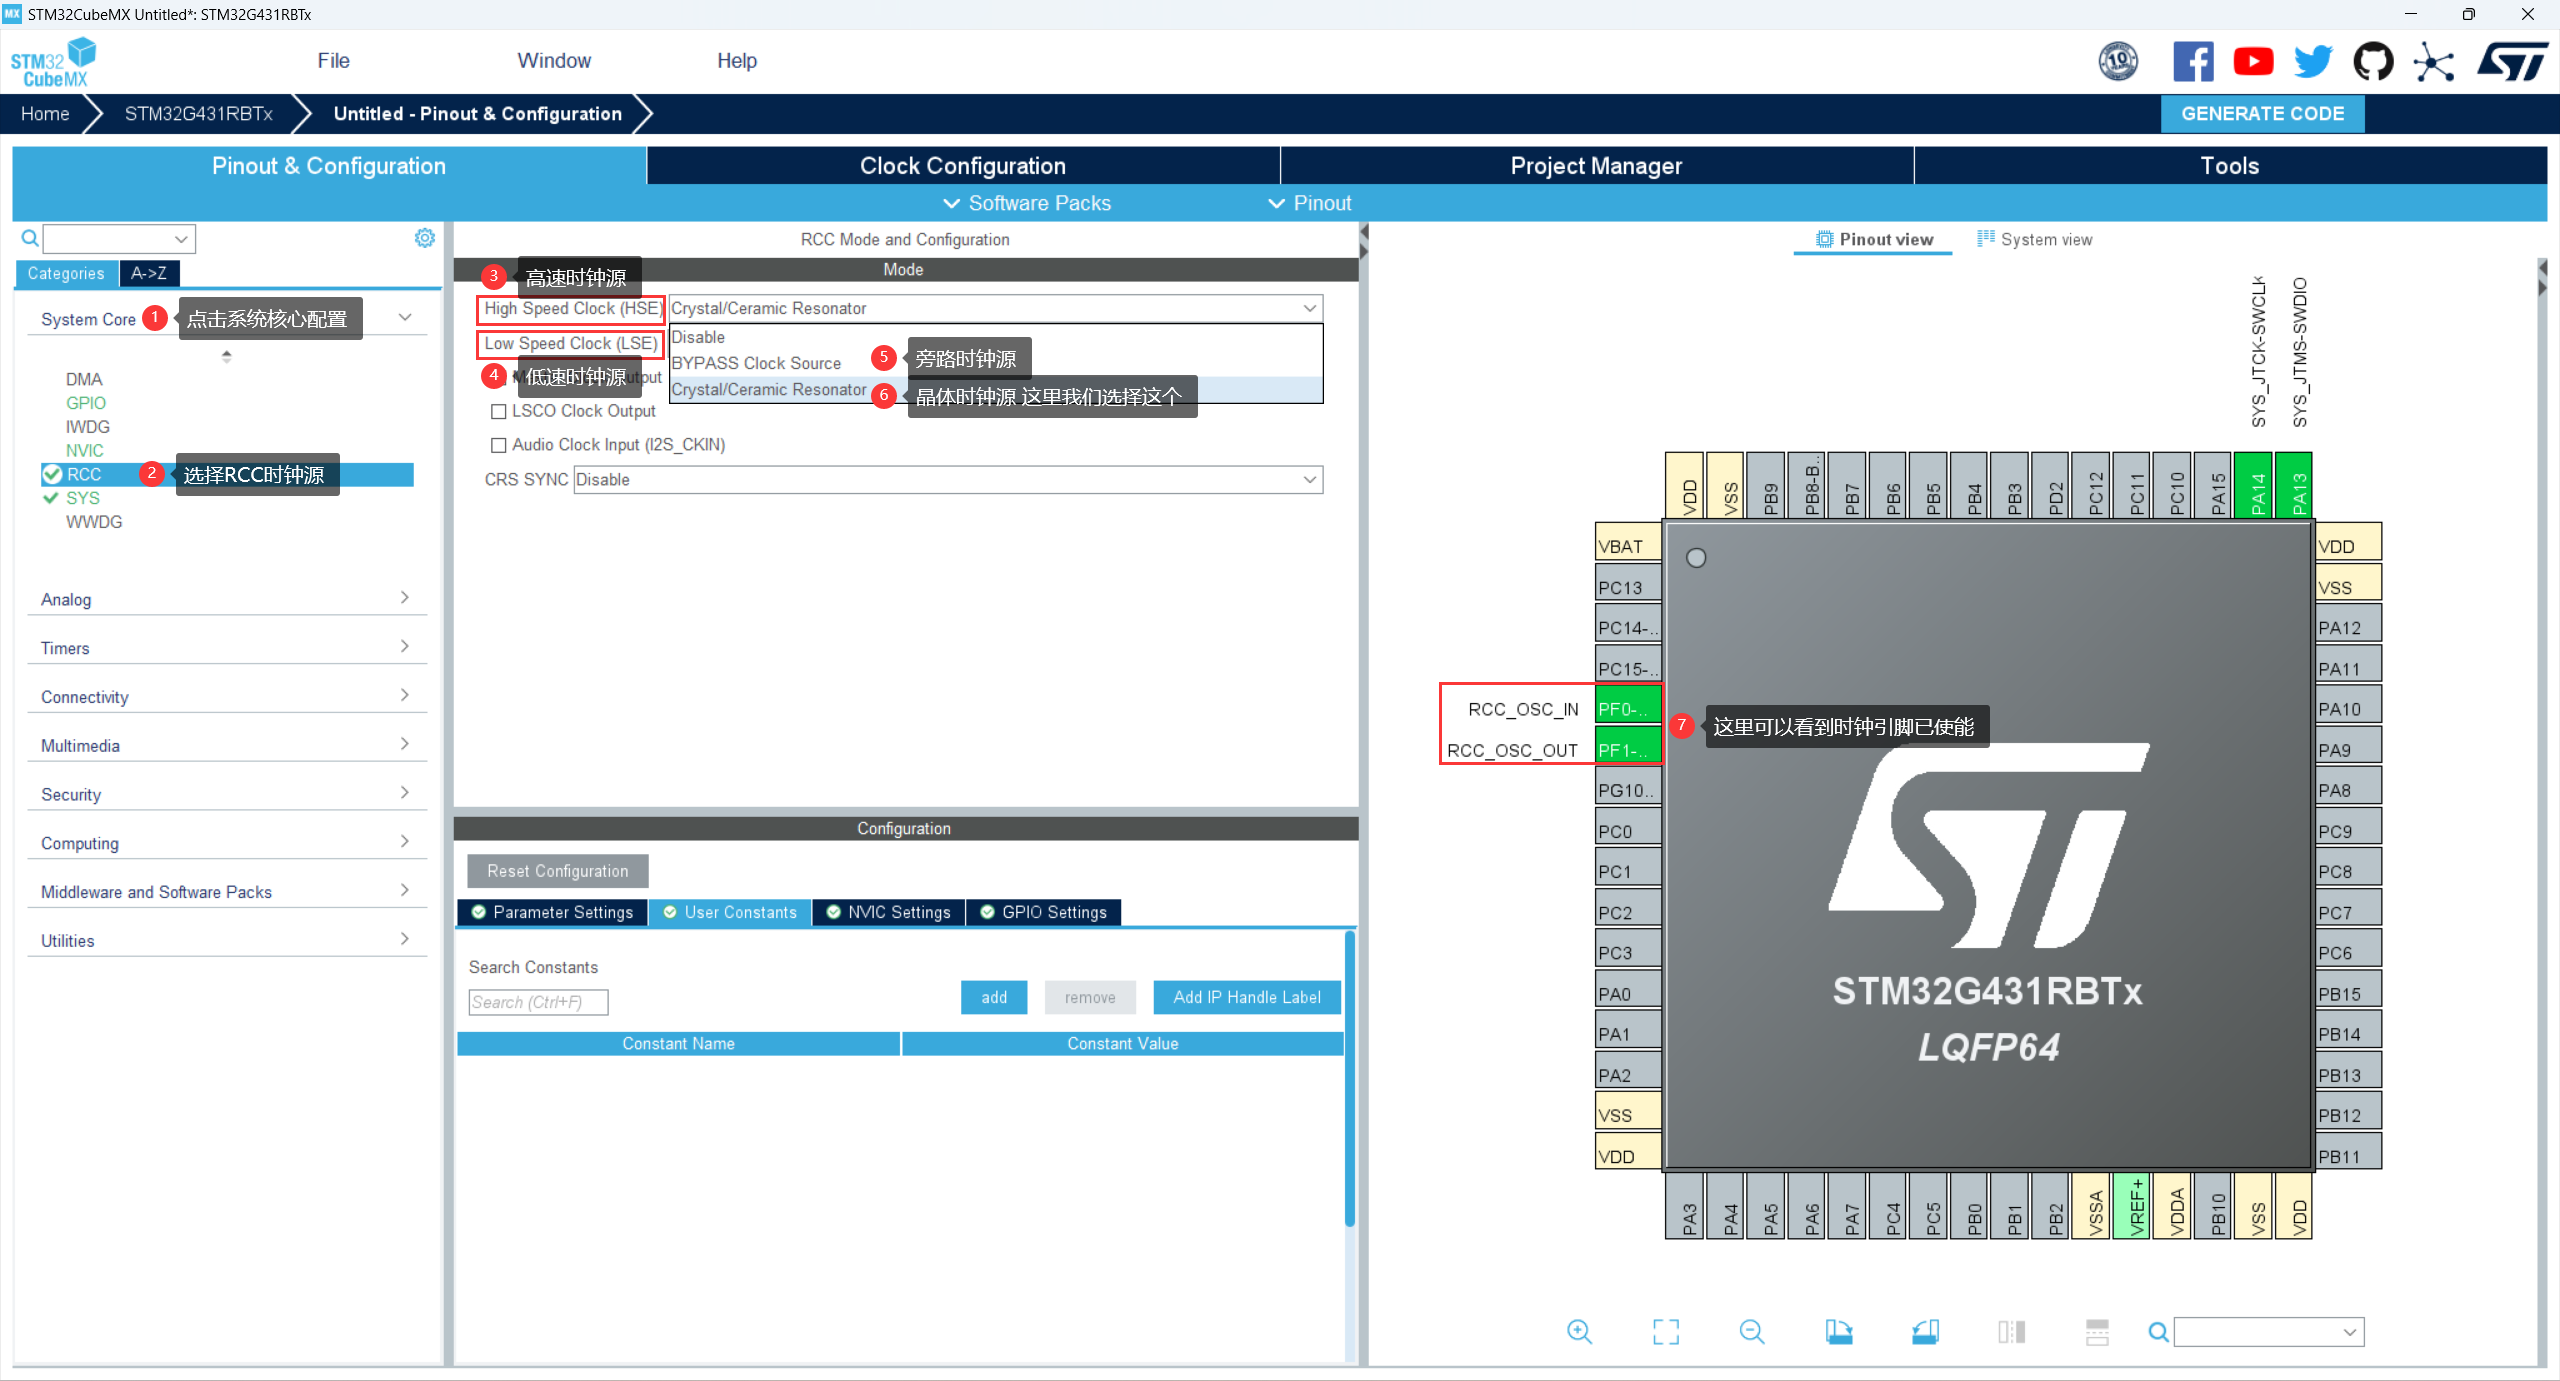 STM32CubeMX Untitled*: STM32G431RBTx
STM32
CubeMX
File
Window
Help
10
Home
STM32G431RBTx
Untitled - Pinout & Configuration
GENERATE CODE
Pinout & Configuration
Clock Configuration
Project Manager
Tools
Software Packs
Pinout
Categories
A->Z
System Core
1 点击系统核心配置
DMA
GPIO
IWDG
NVIC
RCC
2 选择RCC时钟源
SYS
WWDG
Analog
Timers
Connectivity
Multimedia
Security
Computing
Middleware and Software Packs
Utilities
RCC Mode and Configuration
Mode
3 高速时钟源
High Speed Clock (HSE)
Crystal/Ceramic Resonator
Low Speed Clock (LSE)
Disable
BYPASS Clock Source
5 旁路时钟源
4 低速时钟源
Crystal/Ceramic Resonator
6 晶体时钟源 这里我们选择这个
LSCO Clock Output
Audio Clock Input (I2S_CKIN)
CRS SYNC
Disable
Configuration
Reset Configuration
Parameter Settings
User Constants
NVIC Settings
GPIO Settings
Search Constants
Search (Ctrl+F)
add
remove
Add IP Handle Label
Constant Name
Constant Value
Pinout view
System view
SYS_JTCK-SWCLK
SYS_JTMS-SWDIO
VDD
VSS
PB9
PB8-B..
PB7
PB6
PB5
PB4
PB3
PD2
PC12
PC11
PC10
PA15
PA14
PA13
VBAT
PC13
PC14-..
PC15-..
RCC_OSC_IN
PF0-..
RCC_OSC_OUT
PF1-..
7 这里可以看到时钟引脚已使能
PG10..
PC0
PC1
PC2
PC3
PA0
PA1
PA2
VSS
VDD
STM32G431RBTx
LQFP64
VDD
VSS
PA12
PA11
PA10
PA9
PA8
PC9
PC8
PC7
PC6
PB15
PB14
PB13
PB12
PB11
PA3
PA4
PA5
PA6
PA7
PC4
PC5
PB0
PB1
PB2
VSSA
VREF+
VDDA
PB10
VSS
VDD